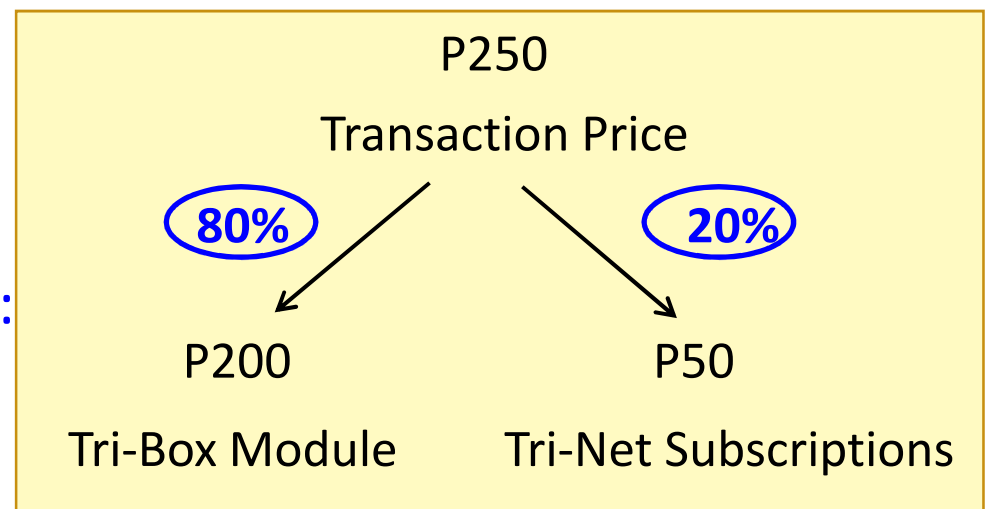 P250
Transaction Price
80% 20%
:
P200 P50
Tri-Box Module Tri-Net Subscriptions